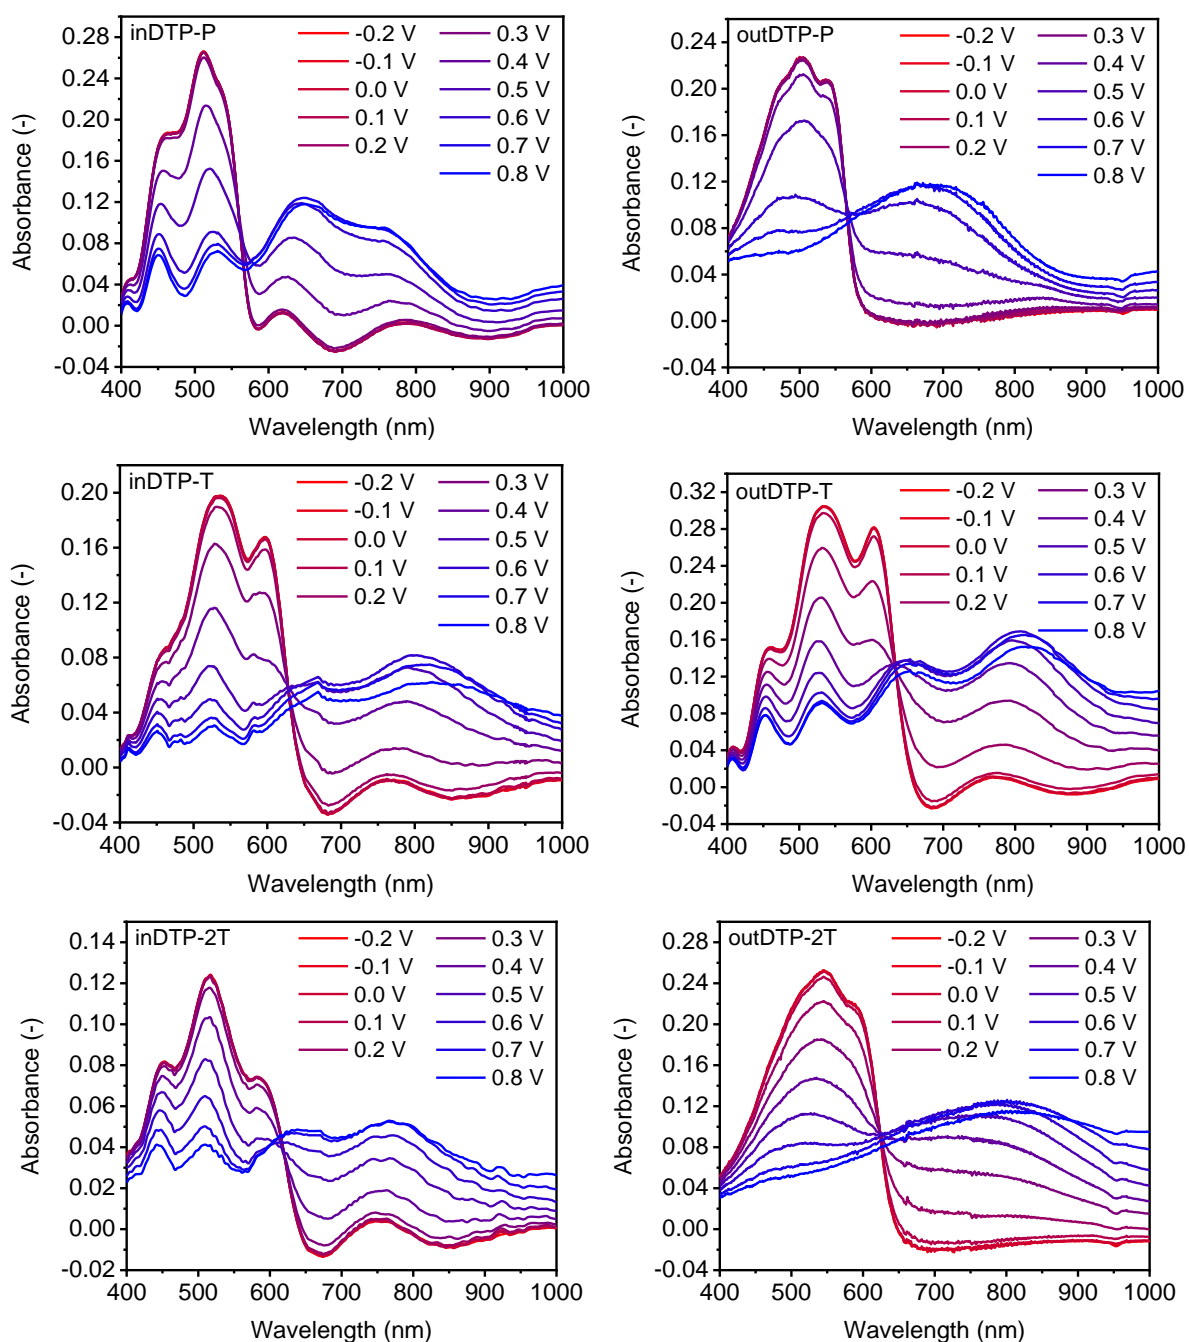 inDTP-P
-0.2 V
-0.1 V
0.0 V
0.1 V
0.2 V
0.3 V
0.4 V
0.5 V
0.6 V
0.7 V
0.8 V
0.28
0.24
0.20
0.16
0.12
0.08
0.04
0.00
-0.04
Absorbance (-)
400 500 600 700 800 900 1000
Wavelength (nm)
outDTP-P
-0.2 V
-0.1 V
0.0 V
0.1 V
0.2 V
0.3 V
0.4 V
0.5 V
0.6 V
0.7 V
0.8 V
0.24
0.20
0.16
0.12
0.08
0.04
0.00
-0.04
Absorbance (-)
400 500 600 700 800 900 1000
Wavelength (nm)
inDTP-T
-0.2 V
-0.1 V
0.0 V
0.1 V
0.2 V
0.3 V
0.4 V
0.5 V
0.6 V
0.7 V
0.8 V
0.20
0.16
0.12
0.08
0.04
0.00
-0.04
Absorbance (-)
400 500 600 700 800 900 1000
Wavelength (nm)
outDTP-T
-0.2 V
-0.1 V
0.0 V
0.1 V
0.2 V
0.3 V
0.4 V
0.5 V
0.6 V
0.7 V
0.8 V
0.32
0.28
0.24
0.20
0.16
0.12
0.08
0.04
0.00
-0.04
Absorbance (-)
400 500 600 700 800 900 1000
Wavelength (nm)
inDTP-2T
-0.2 V
-0.1 V
0.0 V
0.1 V
0.2 V
0.3 V
0.4 V
0.5 V
0.6 V
0.7 V
0.8 V
0.14
0.12
0.10
0.08
0.06
0.04
0.02
0.00
-0.02
Absorbance (-)
400 500 600 700 800 900 1000
Wavelength (nm)
outDTP-2T
-0.2 V
-0.1 V
0.0 V
0.1 V
0.2 V
0.3 V
0.4 V
0.5 V
0.6 V
0.7 V
0.8 V
0.28
0.24
0.20
0.16
0.12
0.08
0.04
0.00
-0.04
Absorbance (-)
400 500 600 700 800 900 1000
Wavelength (nm)